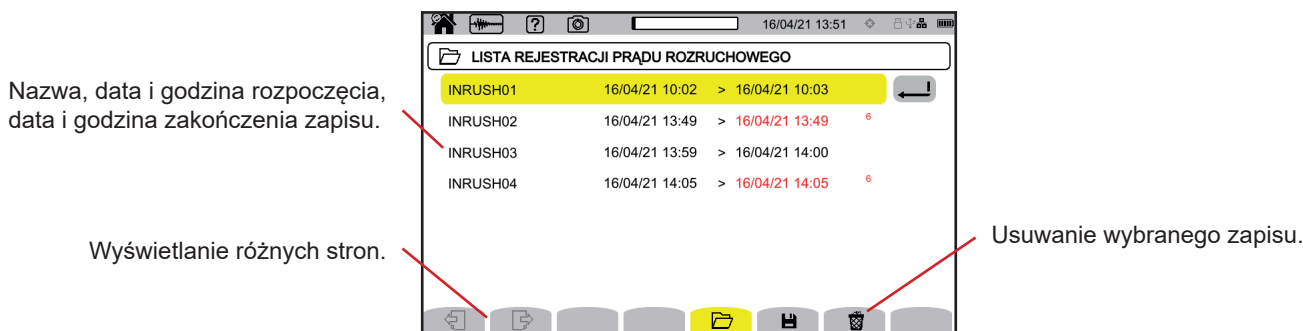 16/04/21 13:51
LISTA REJESTRACJI PRĄDU ROZRUCHOWEGO
Nazwa, data i godzina rozpoczęcia,
data i godzina zakończenia zapisu.
INRUSH01 16/04/21 10:02 > 16/04/21 10:03
INRUSH02 16/04/21 13:49 > 16/04/21 13:49 6
INRUSH03 16/04/21 13:59 > 16/04/21 14:00
INRUSH04 16/04/21 14:05 > 16/04/21 14:05 6
Wyświetlanie różnych stron.
Usuwanie wybranego zapisu.